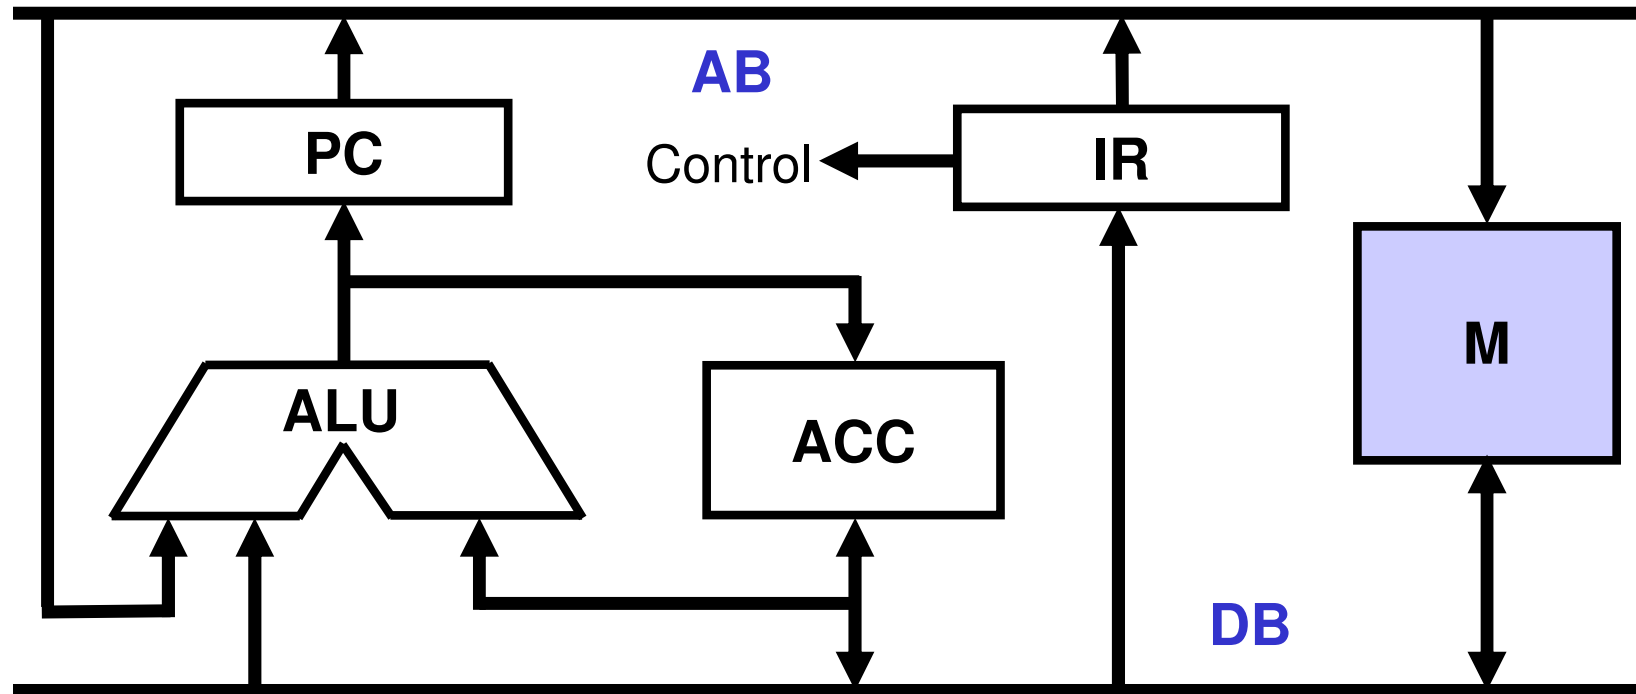 AB
PC
Control
IR
M
ALU
ACC
DB